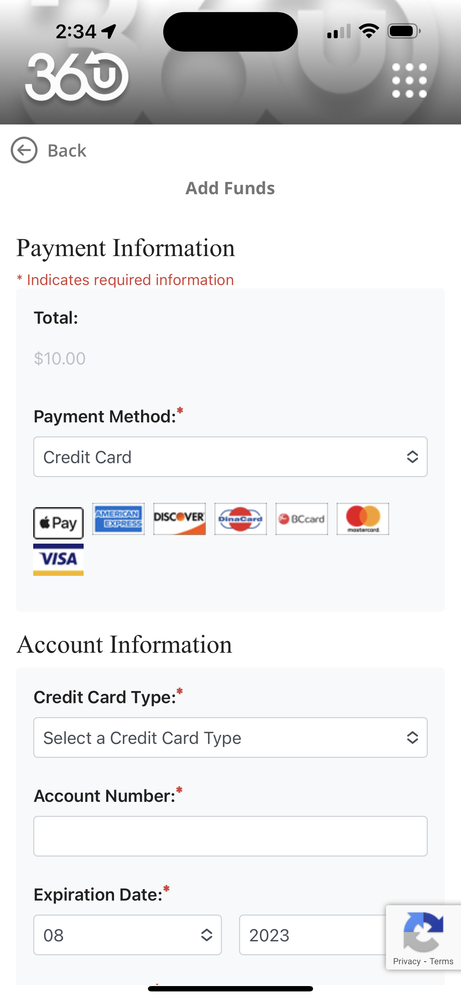 2:34
360U
Back
Add Funds
Payment Information
* Indicates required information
Total:
$10.00
Payment Method:*
Credit Card
Pay AMERICAN EXPRESS DISCOVER DinaCard BCcard mastercard
VISA
Account Information
Credit Card Type:*
Select a Credit Card Type
Account Number:*
Expiration Date:*
08 2023
Privacy - Terms